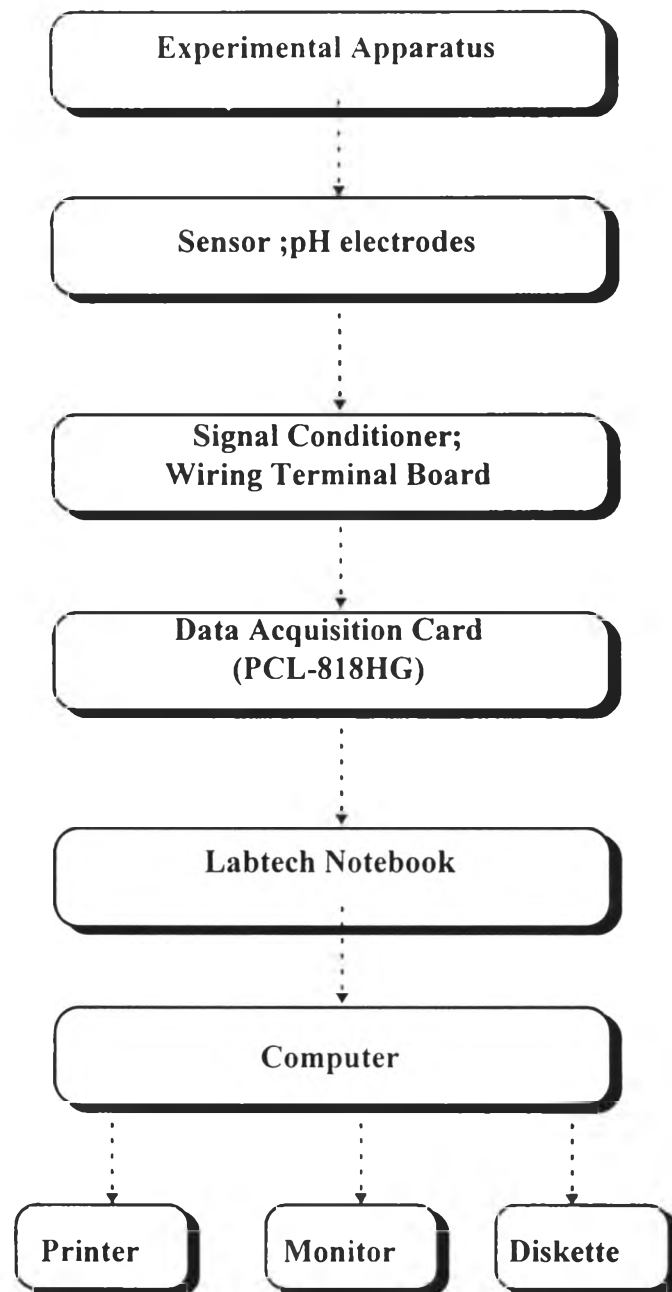 Experimental Apparatus
Sensor ;pH electrodes
Signal Conditioner;
Wiring Terminal Board
Data Acquisition Card
(PCL-818HG)
Labtech Notebook
Computer
Printer Monitor Diskette